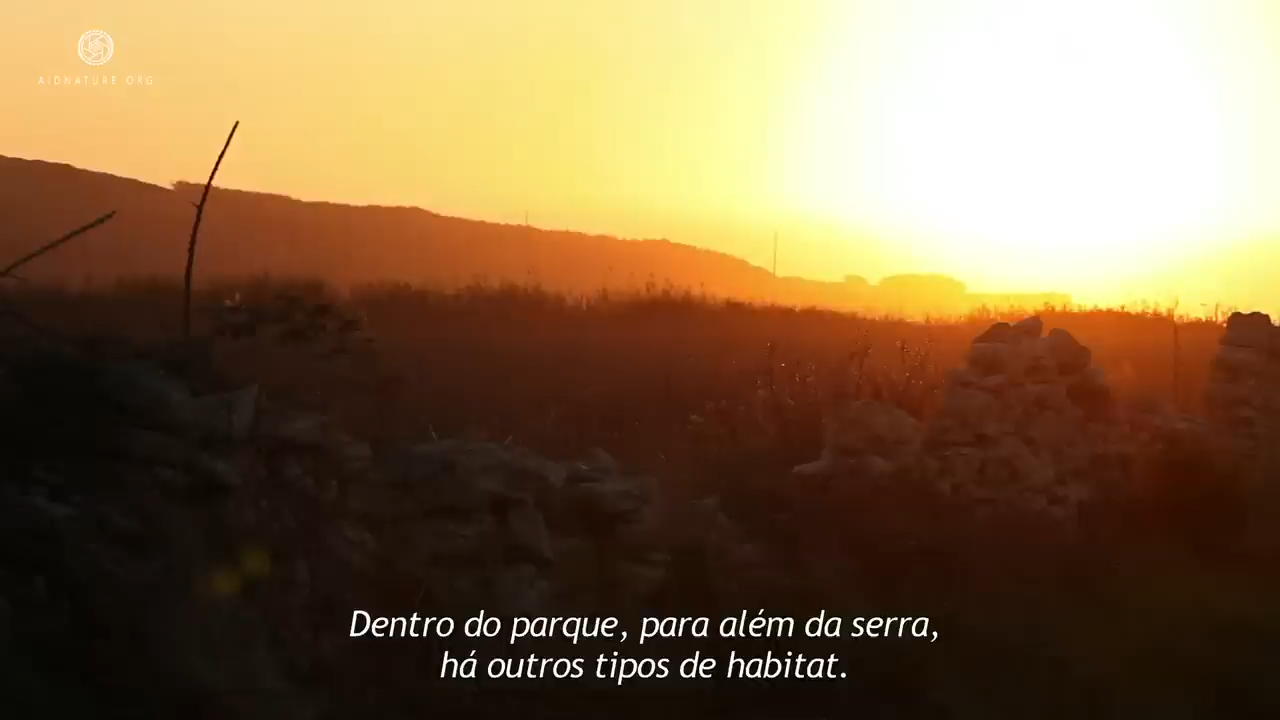 AIDNATURE.ORG
Dentro do parque, para além da serra,
há outros tipos de habitat.